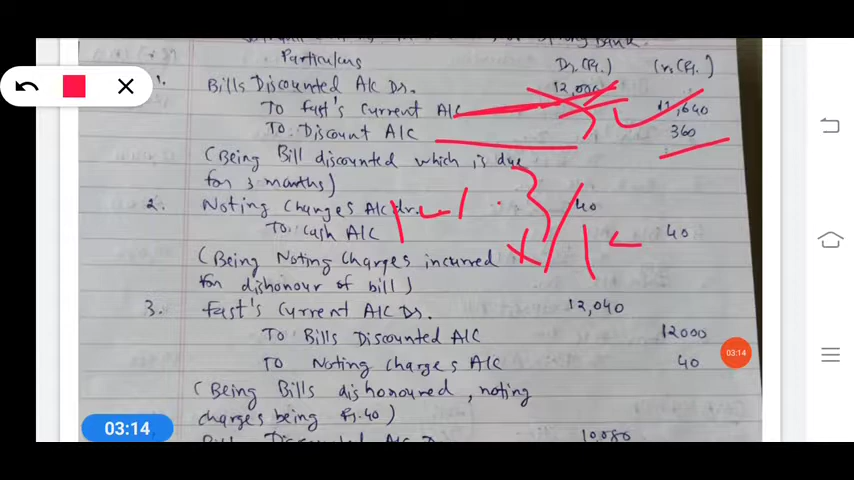 Bank.
Particulars Dr. (Rs.) Cr. (Rs.)
1. Bills Discounted A/C Dr. 12,000
To Fast's Current A/C 11,640
To Discount A/C 360
(Being Bill discounted which is due
for 3 months)
2. Noting Charges A/C dr. 40
To Cash A/C 40
(Being Noting Charges incurred
for dishonour of bill)
3. Fast's Current A/C Dr. 12,040
To Bills Discounted A/C 12000
To Noting charges A/C 40
(Being Bills dishonoured, noting
charges being Rs.40)
Discounted A/C 10,080
03:14
03:14